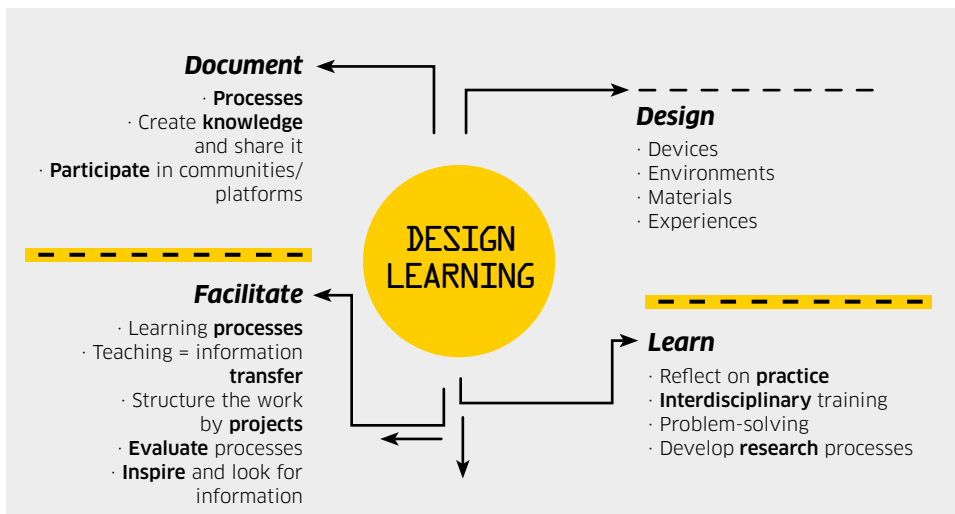 Document
· Processes
· Create knowledge
and share it
· Participate in communities/
platforms
Design
· Devices
· Environments
· Materials
· Experiences
DESIGN
LEARNING
Facilitate
· Learning processes
· Teaching = information
transfer
· Structure the work
by projects
· Evaluate processes
· Inspire and look for
information
Learn
· Reflect on practice
· Interdisciplinary training
· Problem-solving
· Develop research processes